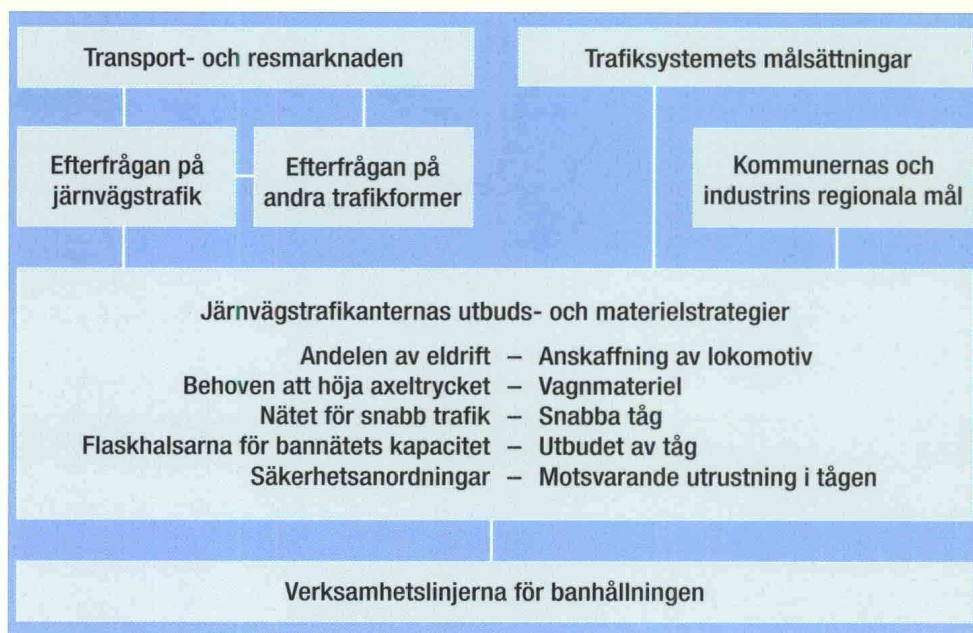 Transport- och resmarknaden
Trafiksystemets målsättningar
Efterfrågan på
järnvägstrafik
Efterfrågan på
andra trafikformer
Kommunernas och
industrins regionala mål
Järnvägstrafikanternas utbuds- och materielstrategier
Andelen av eldrift – Anskaffning av lokomotiv
Behoven att höja axeltrycket – Vagnmateriel
Nätet för snabb trafik – Snabba tåg
Flaskhalsarna för bannätets kapacitet – Utbudet av tåg
Säkerhetsanordningar – Motsvarande utrustning i tågen
Verksamhetslinjerna för banhållningen